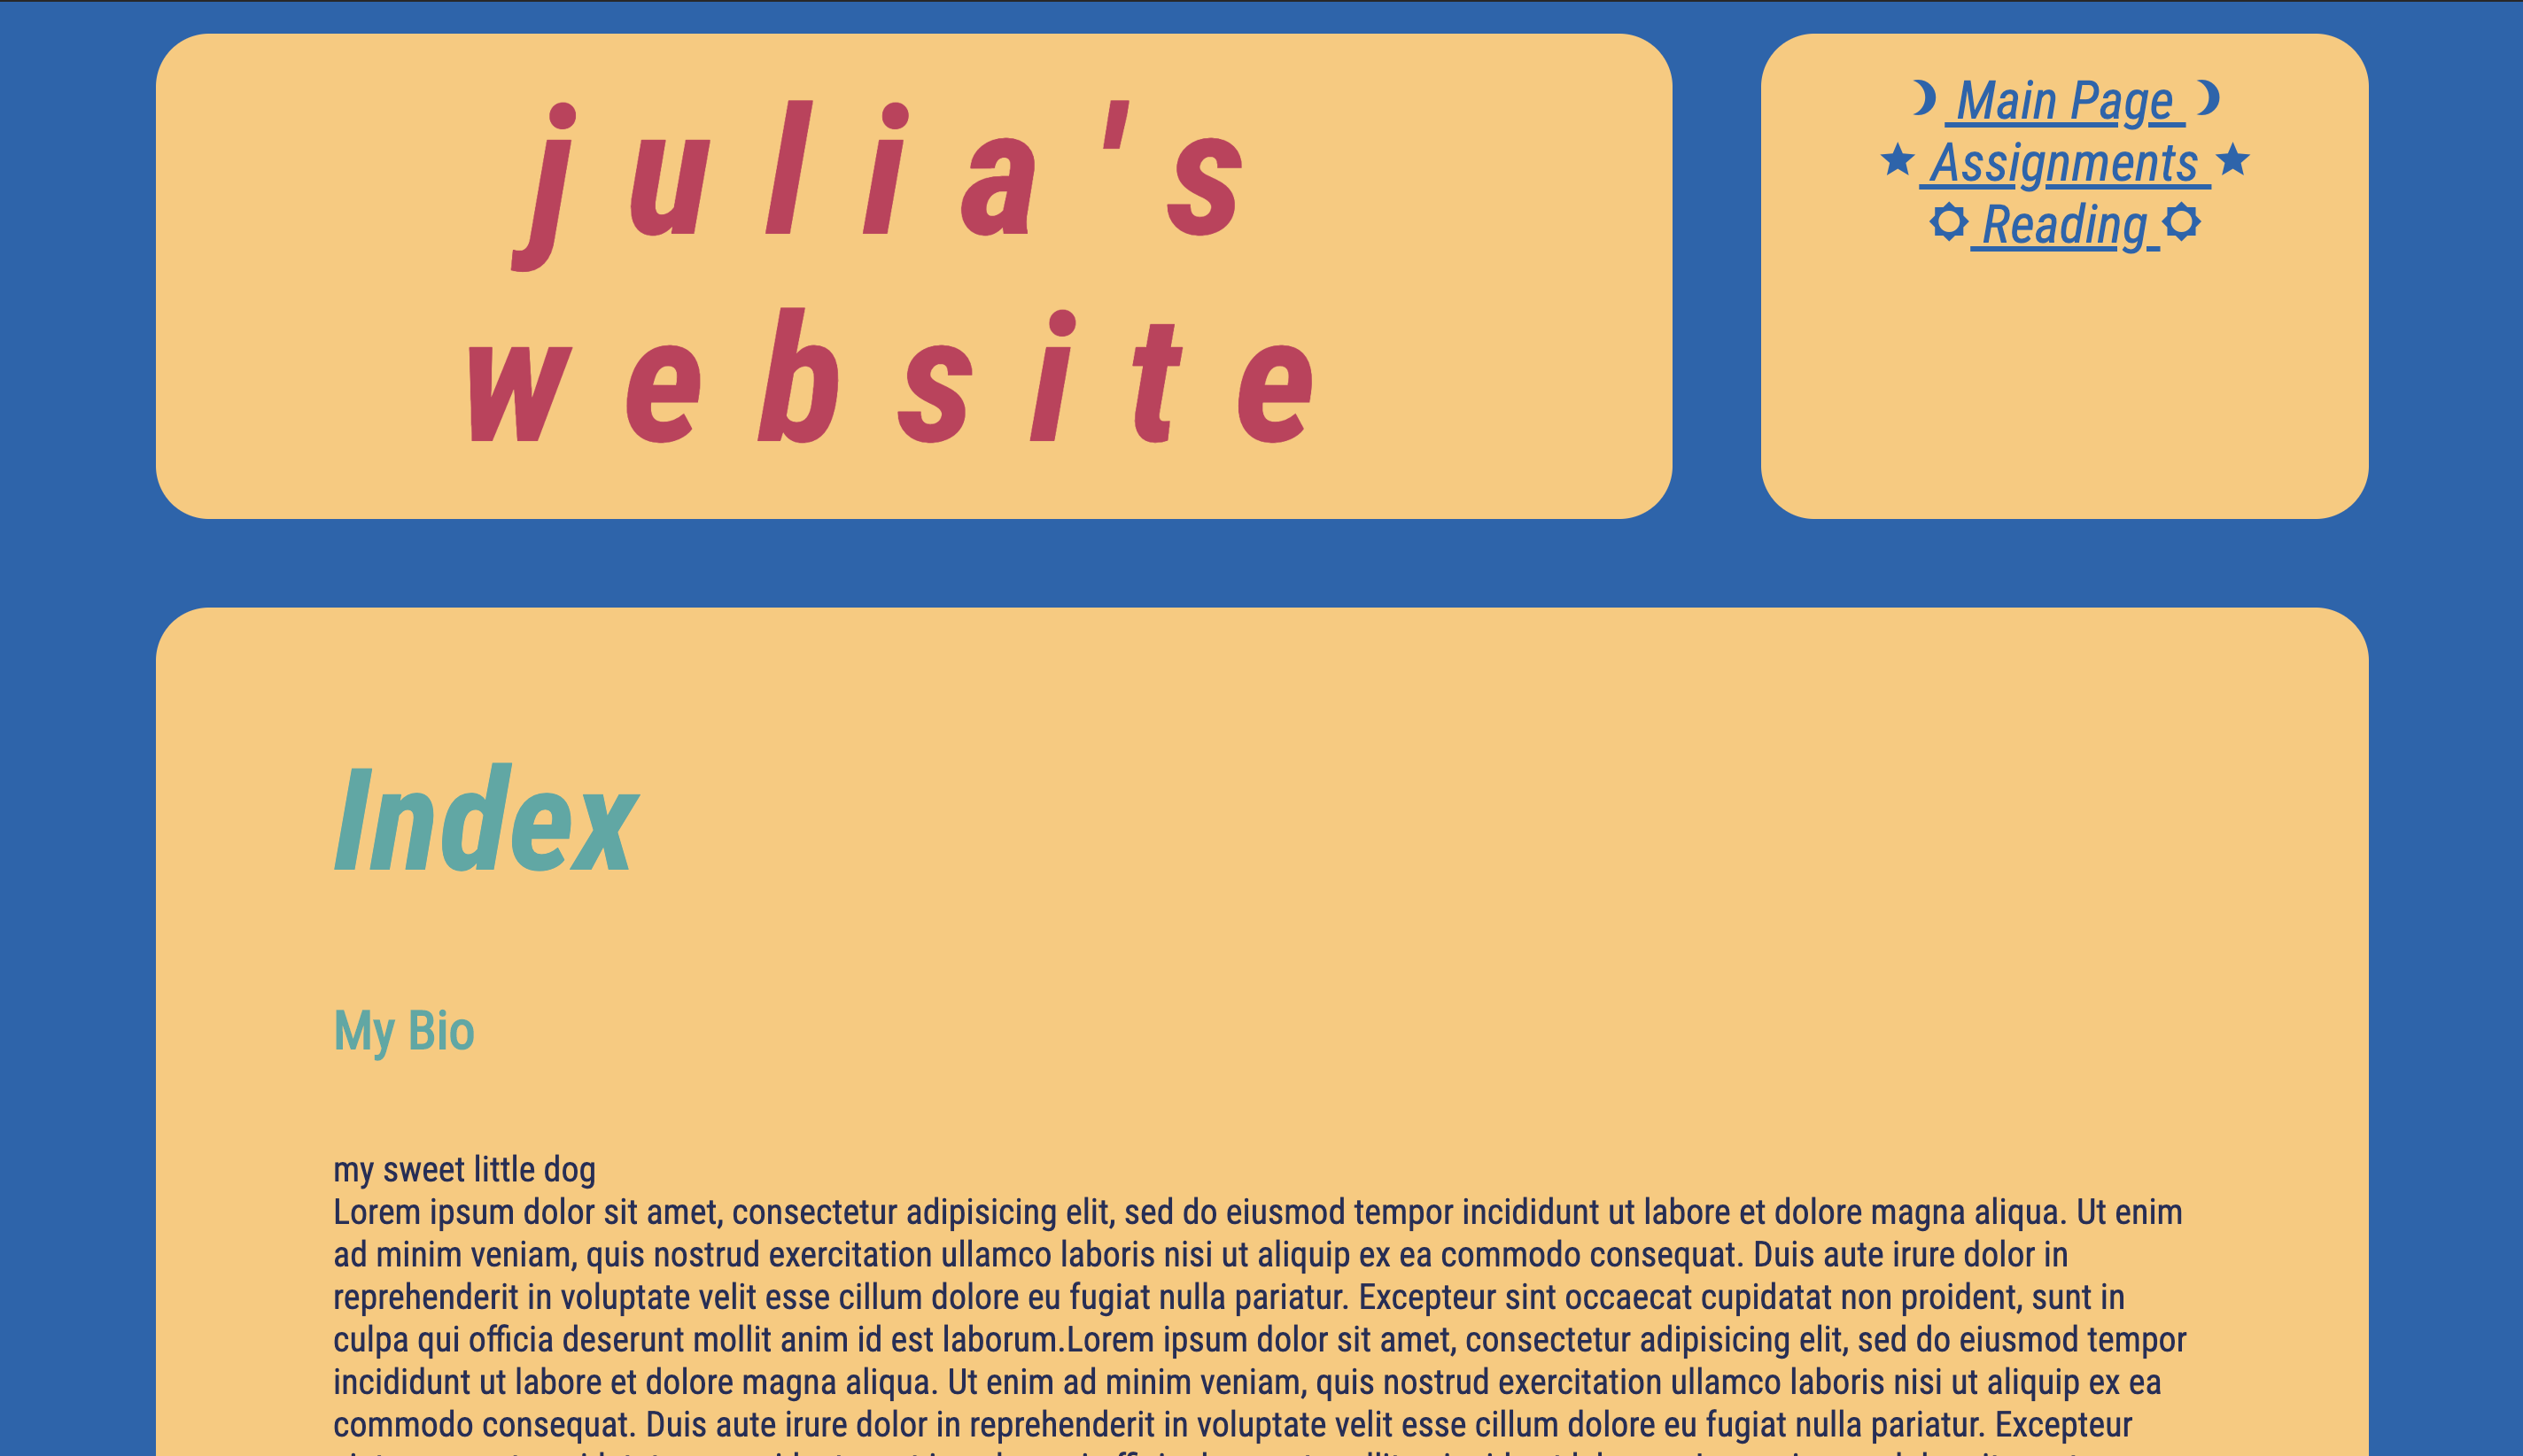 julia's
website
☽ Main Page ☽
★ Assignments ★
Reading
Index
My Bio
my sweet little dog
Lorem ipsum dolor sit amet, consectetur adipisicing elit, sed do eiusmod tempor incididunt ut labore et dolore magna aliqua. Ut enim
ad minim veniam, quis nostrud exercitation ullamco laboris nisi ut aliquip ex ea commodo consequat. Duis aute irure dolor in
reprehenderit in voluptate velit esse cillum dolore eu fugiat nulla pariatur. Excepteur sint occaecat cupidatat non proident, sunt in
culpa qui officia deserunt mollit anim id est laborum.Lorem ipsum dolor sit amet, consectetur adipisicing elit, sed do eiusmod tempor
incididunt ut labore et dolore magna aliqua. Ut enim ad minim veniam, quis nostrud exercitation ullamco laboris nisi ut aliquip ex ea
commodo consequat. Duis aute irure dolor in reprehenderit in voluptate velit esse cillum dolore eu fugiat nulla pariatur. Excepteur